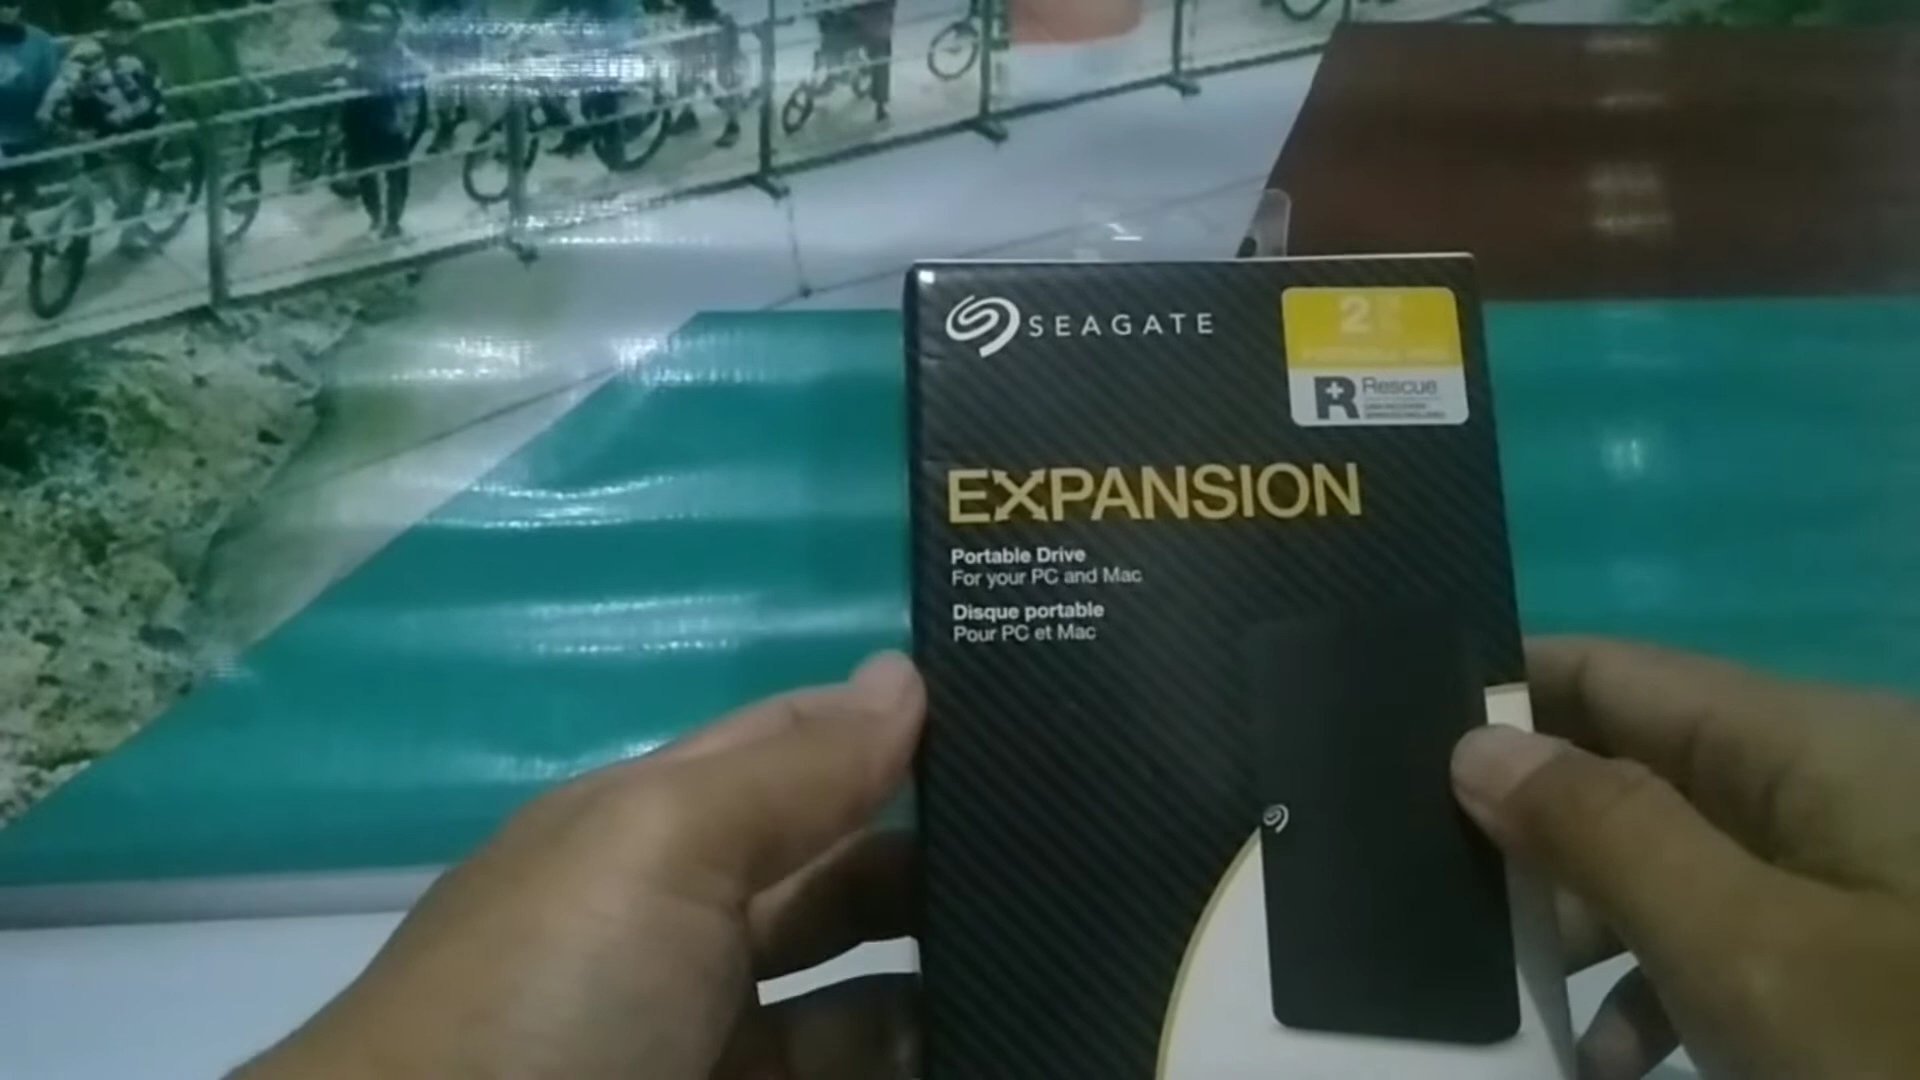 SEAGATE
2
Rescue
EXPANSION
Portable Drive
For your PC and Mac
Disque portable
Pour PC et Mac